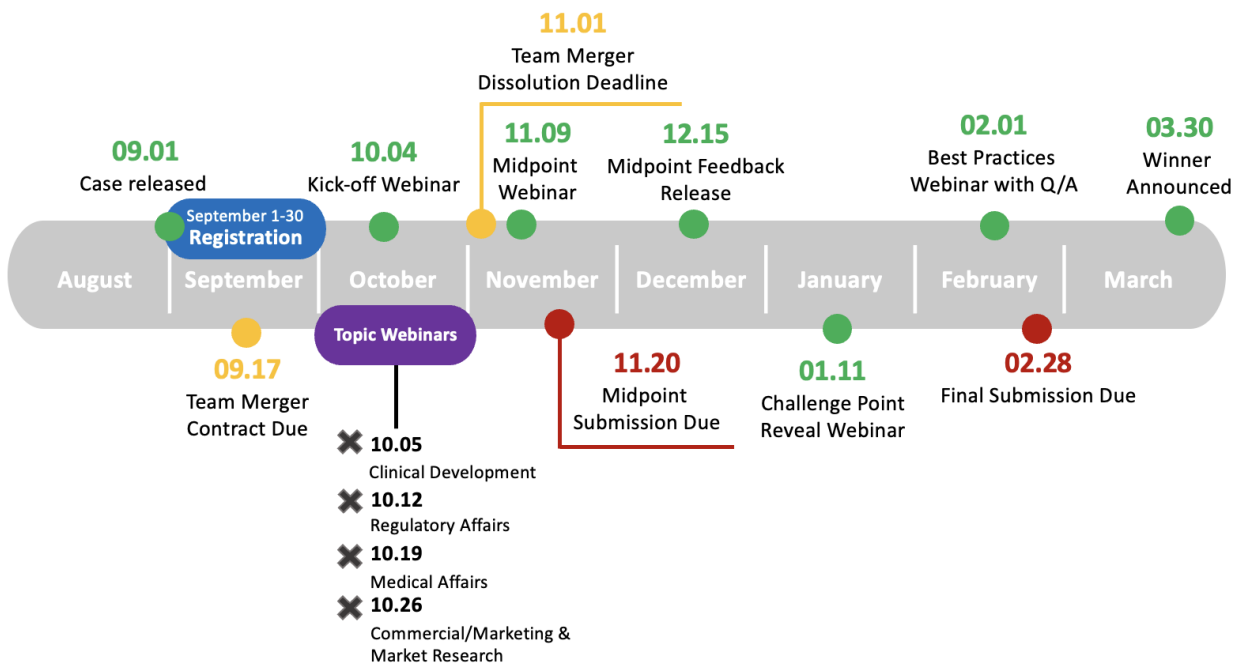 11.01
Team Merger
Dissolution Deadline
09.01
Case released
10.04
Kick-off Webinar
11.09
Midpoint
Webinar
12.15
Midpoint Feedback
Release
02.01
Best Practices
Webinar with Q/A
03.30
Winner
Announced
September 1-30
Registration
August
September
October
November
December
January
February
March
09.17
Team Merger
Contract Due
Topic Webinars
10.05
Clinical Development
10.12
Regulatory Affairs
10.19
Medical Affairs
10.26
Commercial/Marketing &
Market Research
11.20
Midpoint
Submission Due
01.11
Challenge Point
Reveal Webinar
02.28
Final Submission Due